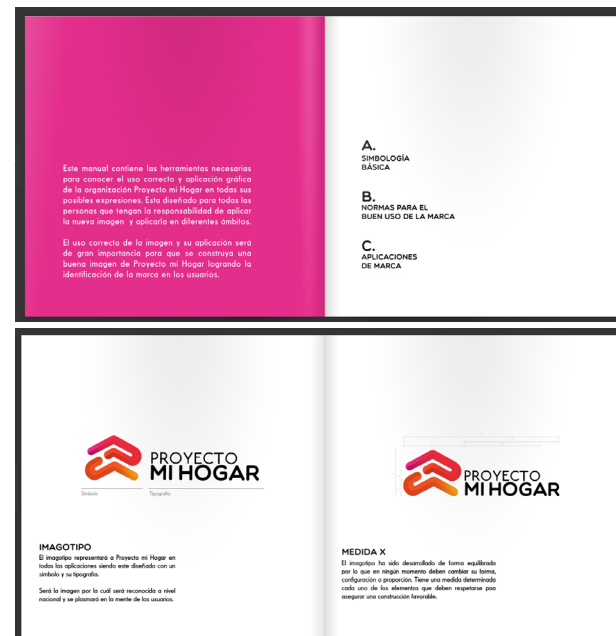 Este manual contiene las herramientas necesarias
para conocer el uso correcto y aplicación gráfica
de la organización Proyecto mi Hogar en todas sus
posibles expresiones. Esta diseñado para todas las
personas que tengan la responsabilidad de aplicar
la nueva imagen y aplicarla en diferentes ámbitos.
El uso correcto de la imagen y su aplicación será
de gran importancia para que se construya una
buena imagen de Proyecto mi Hogar logrando la
identificación de la marca en los usuarios.
A.
SIMBOLOGÍA
BÁSICA
B.
NORMAS PARA EL
BUEN USO DE LA MARCA
C.
APLICACIONES
DE MARCA
PROYECTO
MI HOGAR
Símbolo
Tipografía
IMAGOTIPO
El imagotipo representará a Proyecto mi Hogar en
todas las aplicaciones siendo este diseñado con un
símbolo y su tipografía.
Será la imagen por la cuál será reconocida a nivel
nacional y se plasmará en la mente de los usuarios.
PROYECTO
MI HOGAR
MEDIDA X
El imagotipo ha sido desarrollado de forma equilibrada
por lo que en ningún momento deben cambiar su forma,
configuración o proporción. Tiene una medida determinada
cada uno de los elementos que deben respetarse paa
asegurar una construcción favorable.